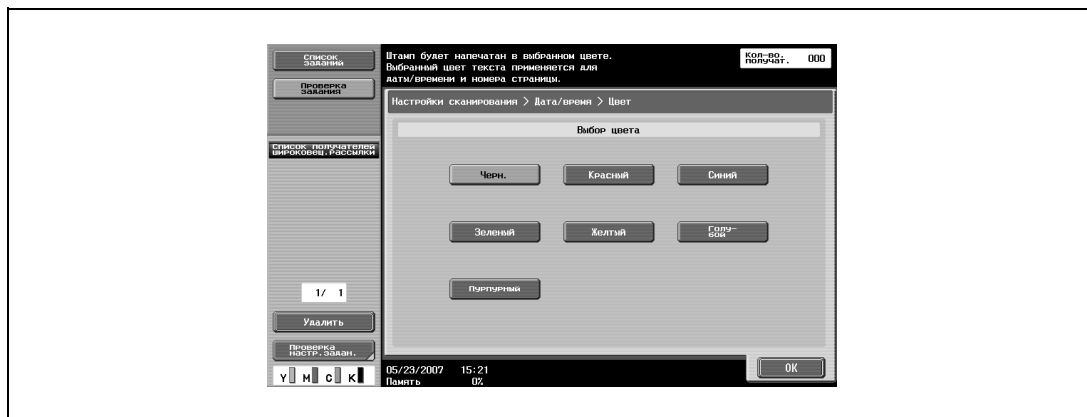 Список
заданий
Проверка
задания
Список получателей
широковещ.рассылки
1/ 1
Удалить
Проверка
настр.задан.
Y M C K
Штамп будет напечатан в выбранном цвете.
Выбранный цвет текста применяется для
даты/времени и номера страницы.
Кол-во.
получат. 000
Настройки сканирования > Дата/время > Цвет
Выбор цвета
Черн. Красный Синий
Зеленый Желтый Голу-
бой
Пурпурный
05/23/2007 15:21
Память 0%
OK